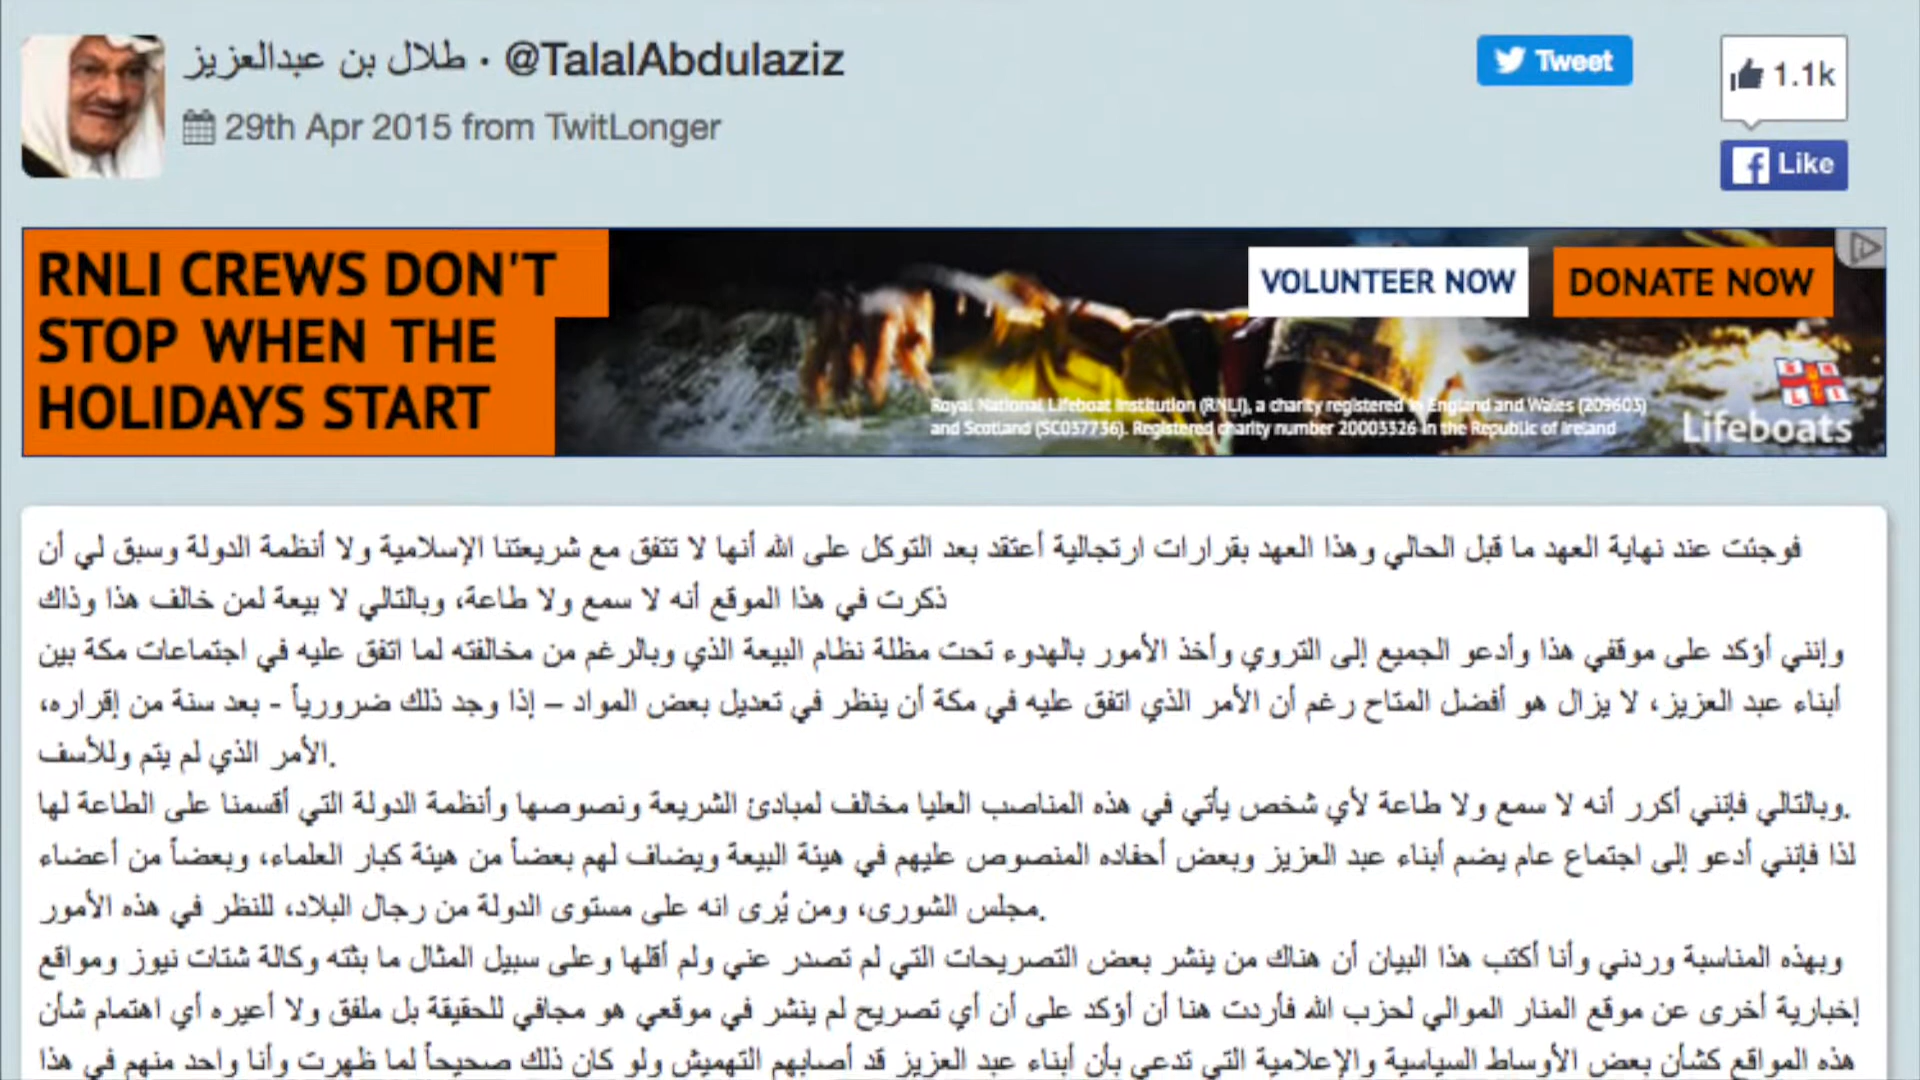 طلال بن عبدالعزيز · @TalalAbdulaziz
29th Apr 2015 from TwitLonger
Tweet
1.1k
Like
RNLI CREWS DON'T
STOP WHEN THE
HOLIDAYS START
VOLUNTEER NOW
DONATE NOW
Royal National Lifeboat Institution (RNLI), a charity registered in England and Wales (209603)
and Scotland (SC037736). Registered charity number 20003326 in the Republic of Ireland
RNLI
Lifeboats
فوجئت عند نهاية العهد ما قبل الحالي وهذا العهد بقرارات ارتجالية أعتقد بعد التوكل على الله أنها لا تتفق مع شريعتنا الإسلامية ولا أنظمة الدولة وسبق لي أن
ذكرت في هذا الموقع أنه لا سمع ولا طاعة، وبالتالي لا بيعة لمن خالف هذا وذاك
وإنني أؤكد على موقفي هذا وأدعو الجميع إلى التروي وأخذ الأمور بالهدوء تحت مظلة نظام البيعة الذي وبالرغم من مخالفته لما اتفق عليه في اجتماعات مكة بين
أبناء عبد العزيز، لا يزال هو أفضل المتاح رغم أن الأمر الذي اتفق عليه في مكة أن ينظر في تعديل بعض المواد – إذا وجد ذلك ضرورياً - بعد سنة من إقراره،
الأمر الذي لم يتم وللأسف.
وبالتالي فإنني أكرر أنه لا سمع ولا طاعة لأي شخص يأتي في هذه المناصب العليا مخالف لمبادئ الشريعة ونصوصها وأنظمة الدولة التي أقسمنا على الطاعة لها.
لذا فإنني أدعو إلى اجتماع عام يضم أبناء عبد العزيز وبعض أحفاده المنصوص عليهم في هيئة البيعة ويضاف لهم بعضاً من هيئة كبار العلماء، وبعضاً من أعضاء
مجلس الشورى، ومن يُرى انه على مستوى الدولة من رجال البلاد، للنظر في هذه الأمور.
وبهذه المناسبة وردني وأنا أكتب هذا البيان أن هناك من ينشر بعض التصريحات التي لم تصدر عني ولم أقلها وعلى سبيل المثال ما بثته وكالة شتات نيوز ومواقع
إخبارية أخرى عن موقع المنار الموالي لحزب الله فأردت هنا أن أؤكد على أن أي تصريح لم ينشر في موقعي هو مجافي للحقيقة بل ملفق ولا أعيره أي اهتمام شأن
هذه المواقع كشأن بعض الأوساط السياسية والإعلامية التي تدعي بأن أبناء عبد العزيز قد أصابهم التهميش ولو كان ذلك صحيحاً لما ظهرت وأنا واحد منهم في هذا